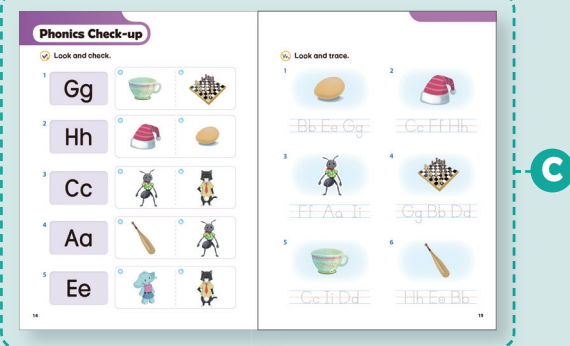 Phonics Check-up
Look and check.
1
Gg
2
Hh
3
Cc
4
Aa
5
Ee
14
Look and trace.
1
Bb Ee Gg
2
Cc Ff Hh
3
Ff Aa Ii
4
Gg Bb Dd
5
Cc Ii Dd
6
Hh Ee Bb
15
C